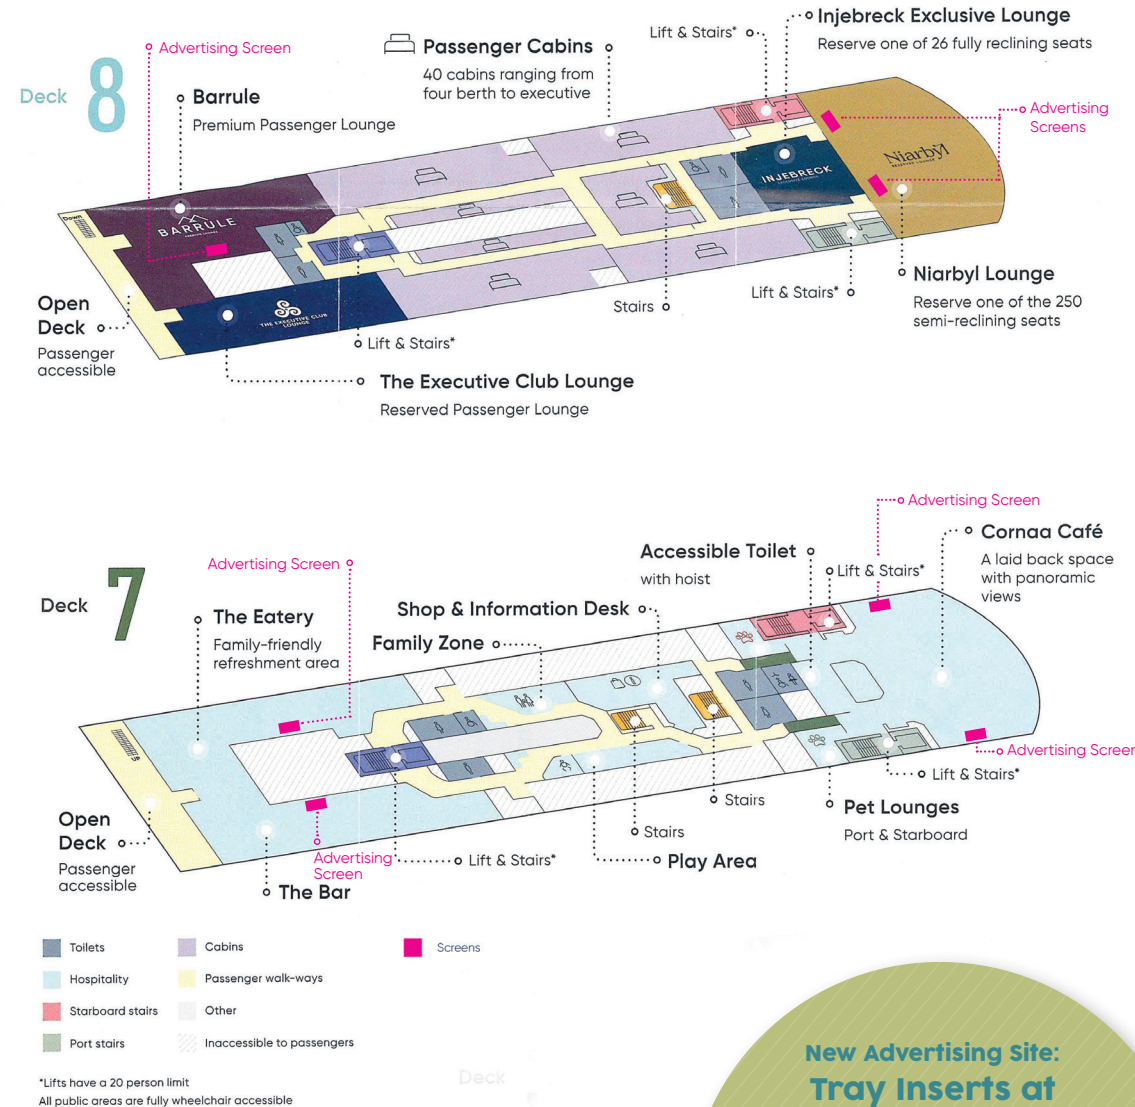 Deck 8
Advertising Screen
Barrule
Premium Passenger Lounge
Passenger Cabins
40 cabins ranging from
four berth to executive
Lift & Stairs*
Injebreck Exclusive Lounge
Reserve one of 26 fully reclining seats
Advertising
Screens
Niarbyl
INJEBRECK
BARRULE
Down
THE EXECUTIVE CLUB
LOUNGE
Open
Deck
Passenger
accessible
Lift & Stairs*
The Executive Club Lounge
Reserved Passenger Lounge
Stairs
Lift & Stairs*
Niarbyl Lounge
Reserve one of the 250
semi-reclining seats
Deck 7
Advertising Screen
The Eatery
Family-friendly
refreshment area
Shop & Information Desk
Family Zone
Accessible Toilet
with hoist
Lift & Stairs*
Advertising Screen
Cornaa Café
A laid back space
with panoramic
views
Up
Open
Deck
Passenger
accessible
Advertising
Screen
The Bar
Lift & Stairs*
Stairs
Play Area
Stairs
Pet Lounges
Port & Starboard
Lift & Stairs*
Advertising Screen
Toilets
Cabins
Screens
Hospitality
Passenger walk-ways
Starboard stairs
Other
Port stairs
Inaccessible to passengers
*Lifts have a 20 person limit
All public areas are fully wheelchair accessible
Deck
New Advertising Site:
Tray Inserts at